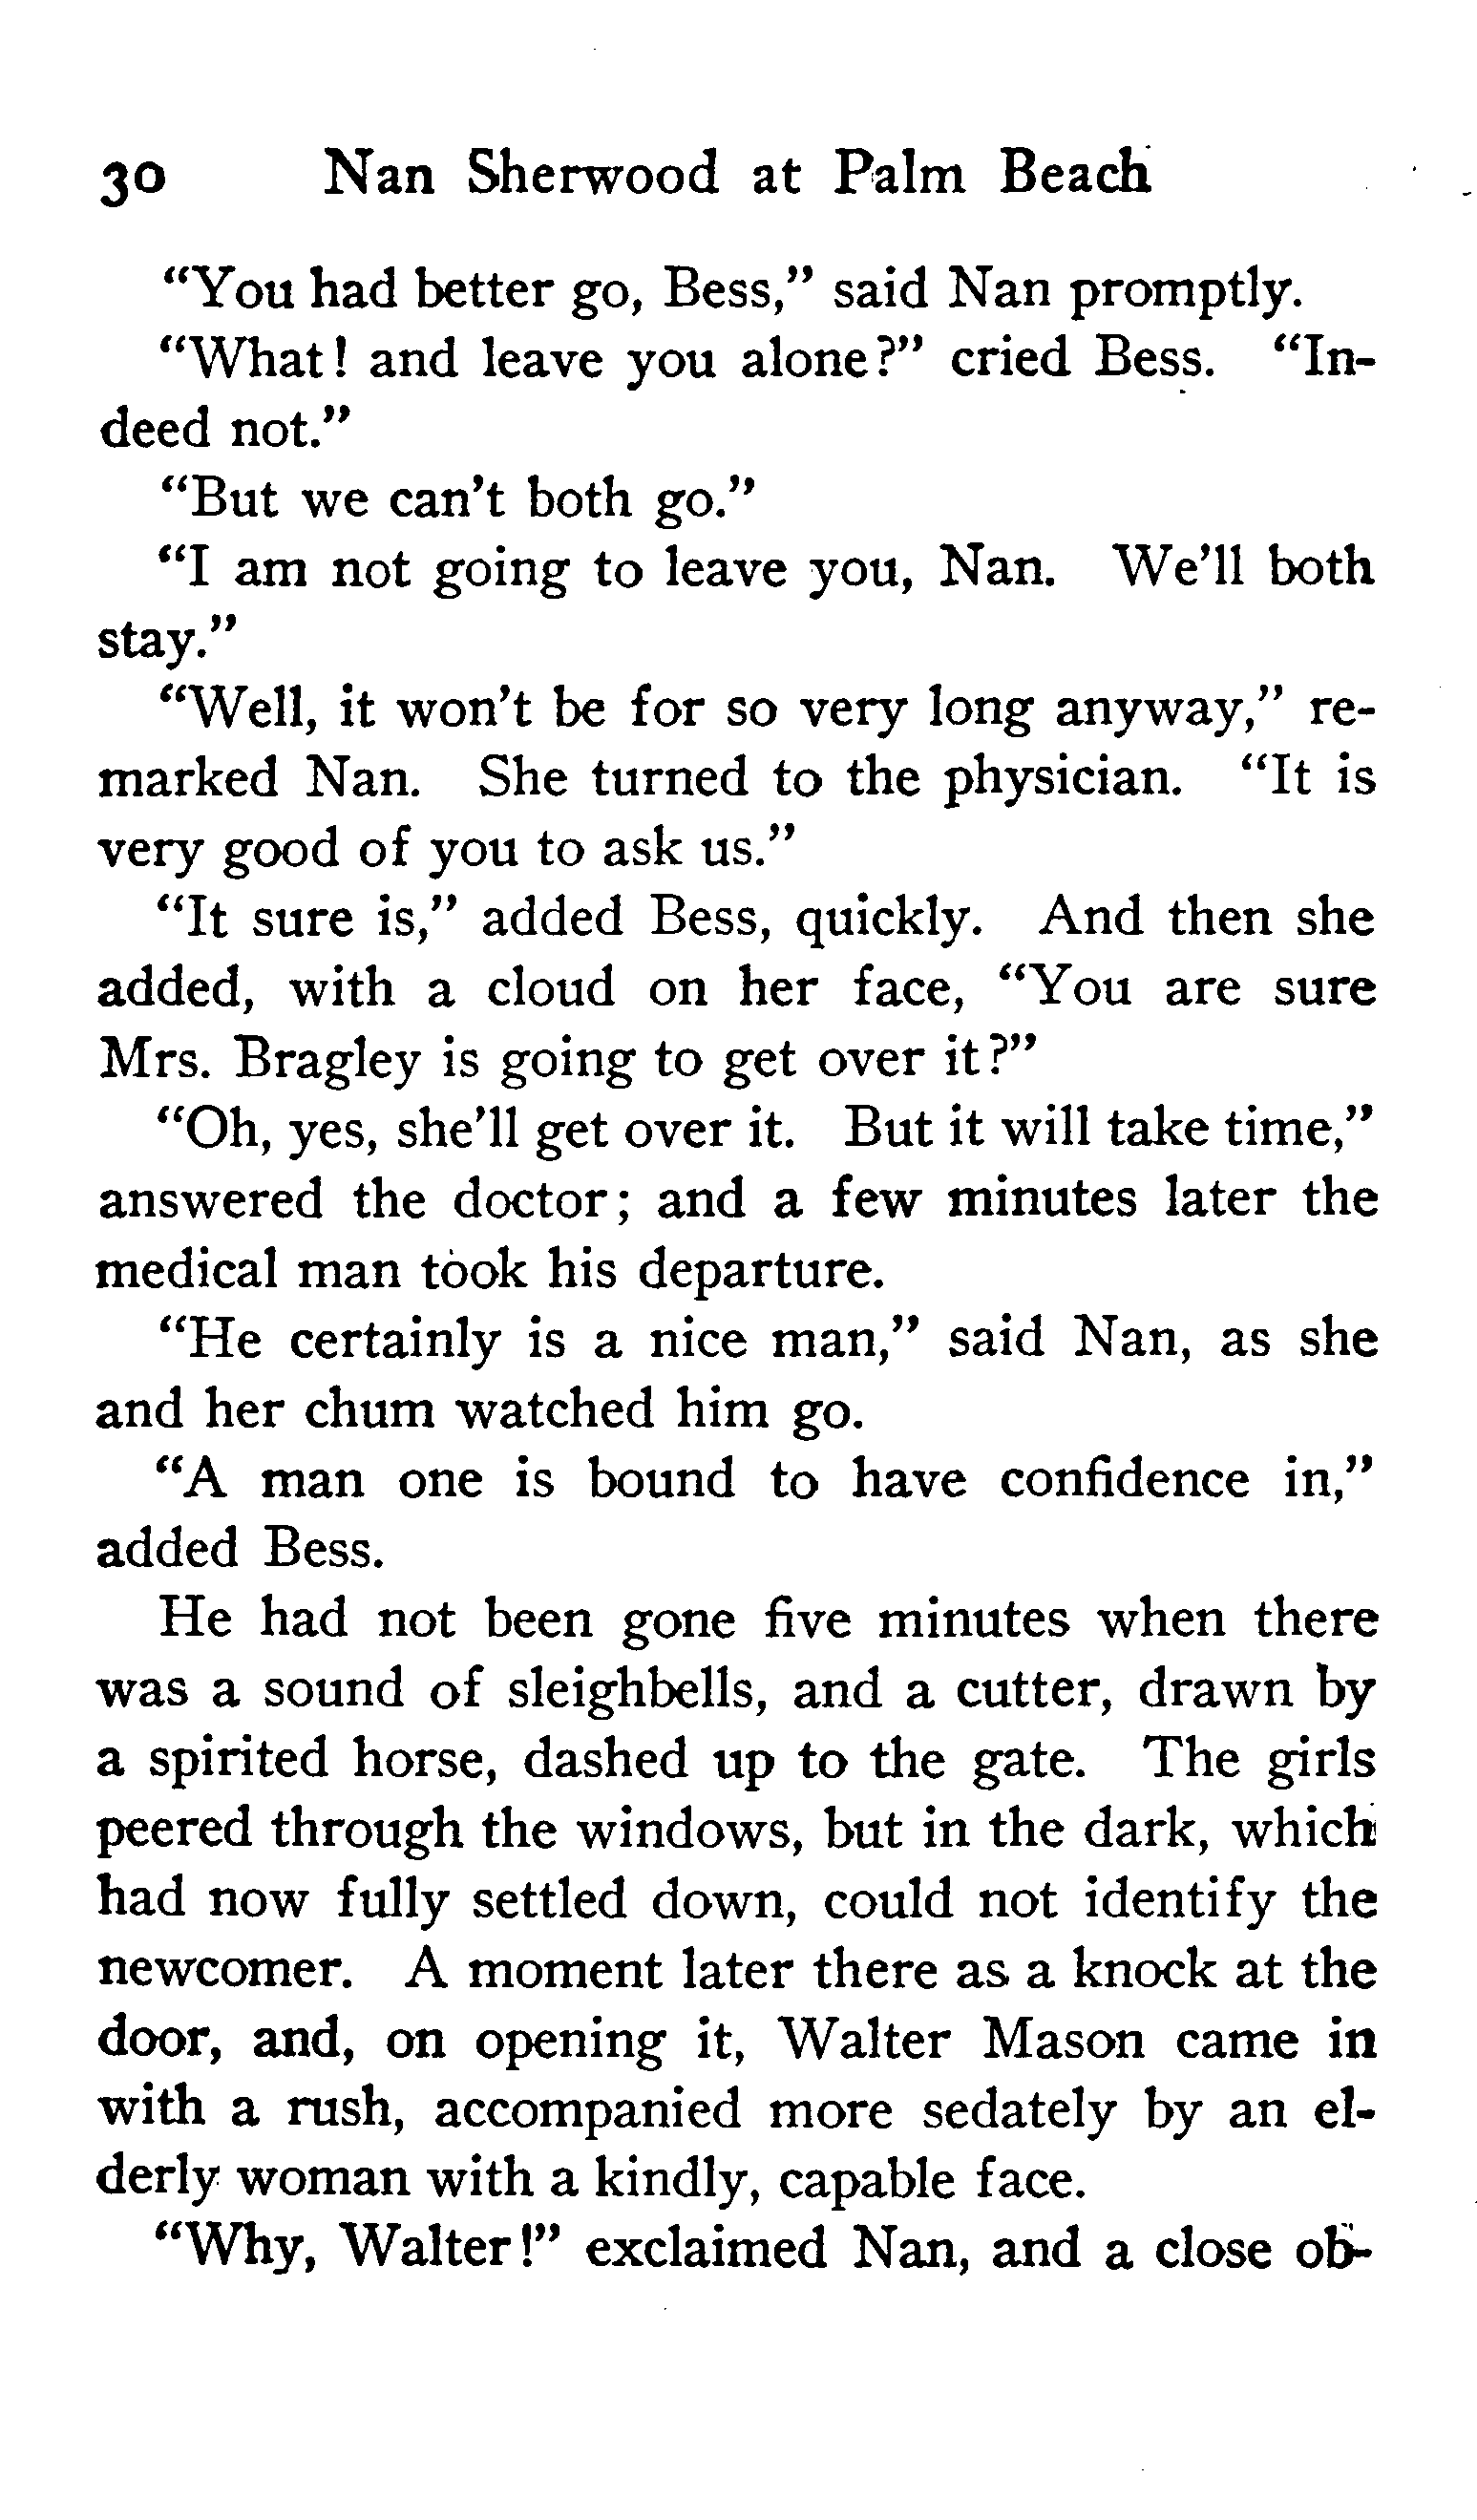 30 Nan Sherwood at Palm Beach
"You had better go, Bess," said Nan promptly.
"What! and leave you alone?" cried Bess. "In-
deed not."
"But we can't both go."
"I am not going to leave you, Nan. We'll both
stay."
"Well, it won't be for so very long anyway," re-
marked Nan. She turned to the physician. "It is
very good of you to ask us."
"It sure is," added Bess, quickly. And then she
added, with a cloud on her face, "You are sure
Mrs. Bragley is going to get over it?"
"Oh, yes, she'll get over it. But it will take time,"
answered the doctor; and a few minutes later the
medical man took his departure.
"He certainly is a nice man," said Nan, as she
and her chum watched him go.
"A man one is bound to have confidence in,"
added Bess.
He had not been gone five minutes when there
was a sound of sleighbells, and a cutter, drawn by
a spirited horse, dashed up to the gate. The girls
peered through the windows, but in the dark, which
had now fully settled down, could not identify the
newcomer. A moment later there as a knock at the
door, and, on opening it, Walter Mason came in
with a rush, accompanied more sedately by an el-
derly woman with a kindly, capable face.
"Why, Walter!" exclaimed Nan, and a close ob-